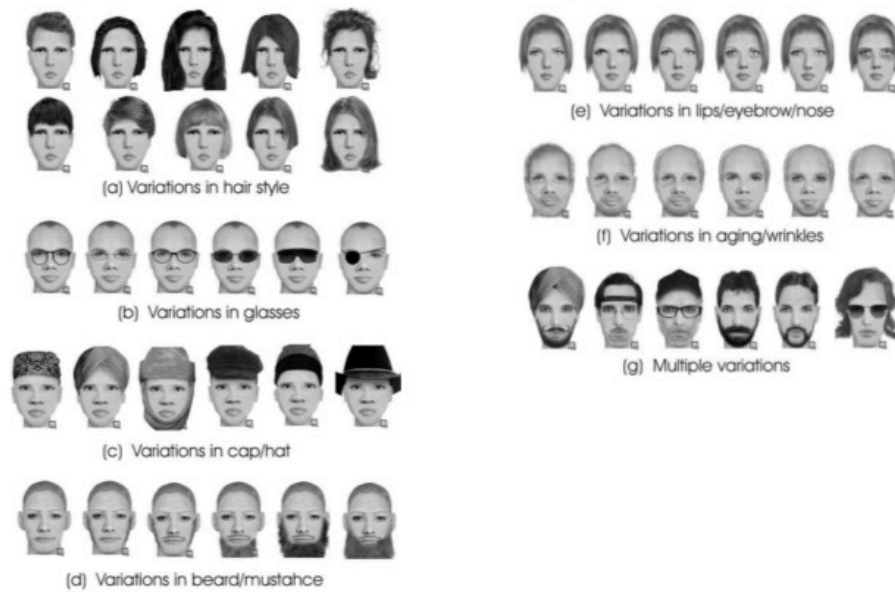 (a) Variations in hair style
(b) Variations in glasses
(c) Variations in cap/hat
(d) Variations in beard/mustahce
(e) Variations in lips/eyebrow/nose
(f) Variations in aging/wrinkles
(g) Multiple variations